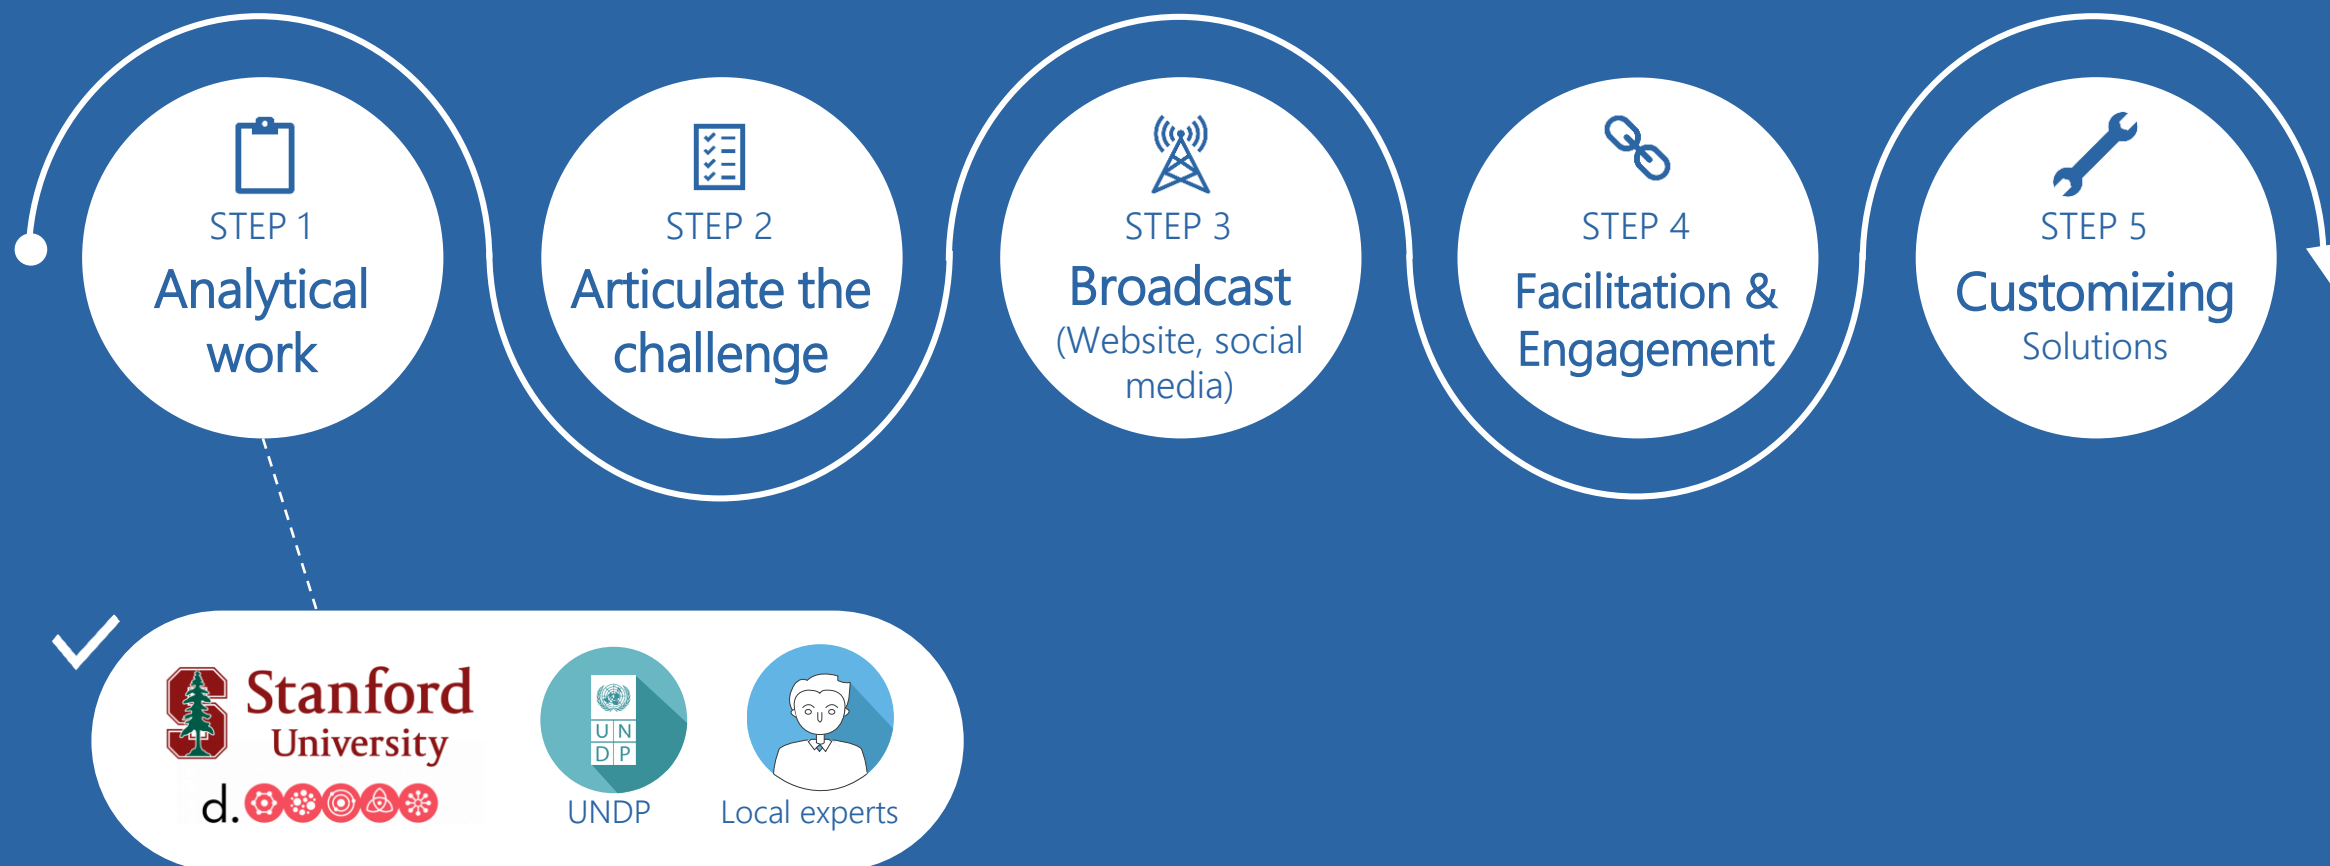 STEP 1
Analytical
work
STEP 2
Articulate the
challenge
STEP 3
Broadcast
(Website, social
media)
STEP 4
Facilitation &
Engagement
STEP 5
Customizing
Solutions
Stanford
University
d.
U N
D P
UNDP
Local experts